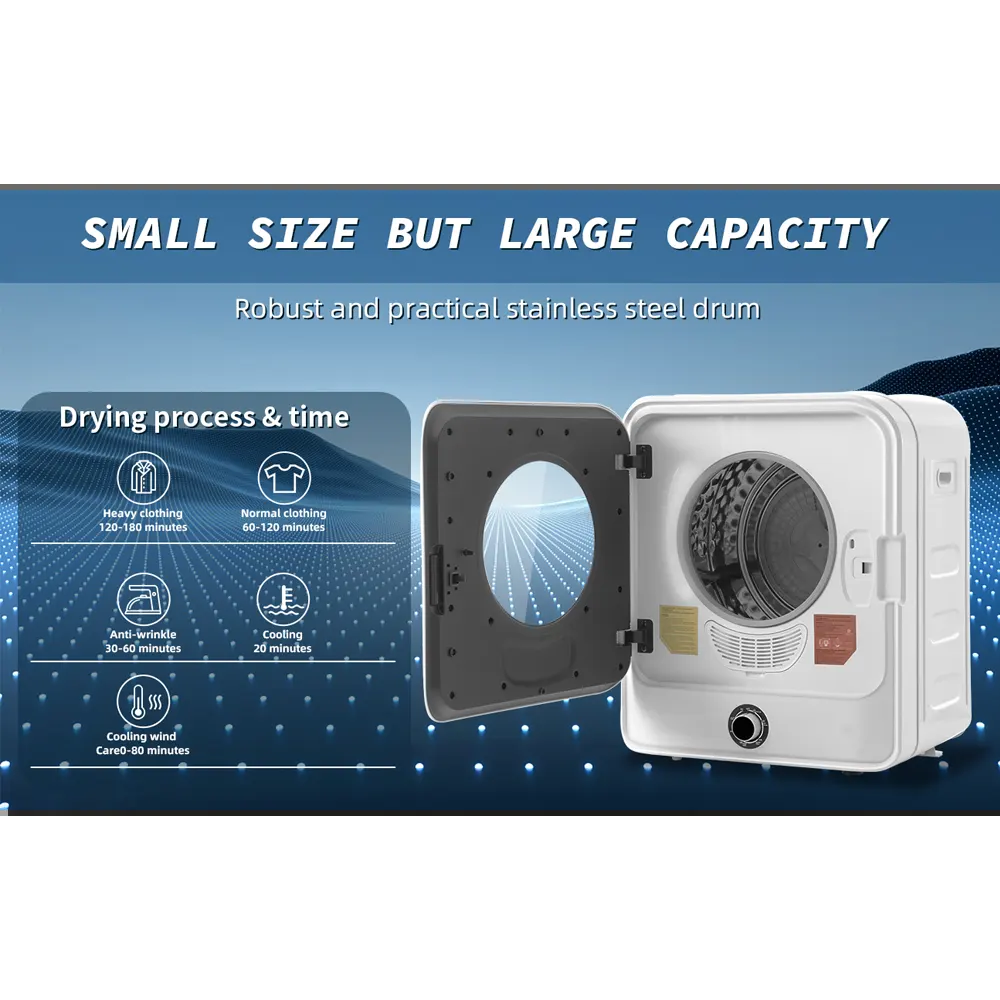 SMALL SIZE BUT LARGE CAPACITY
Robust and practical stainless steel drum
Drying process & time
Heavy clothing
120-180 minutes
Normal clothing
60-120 minutes
Anti-wrinkle
30-60 minutes
Cooling
20 minutes
Cooling wind
Care0-80 minutes